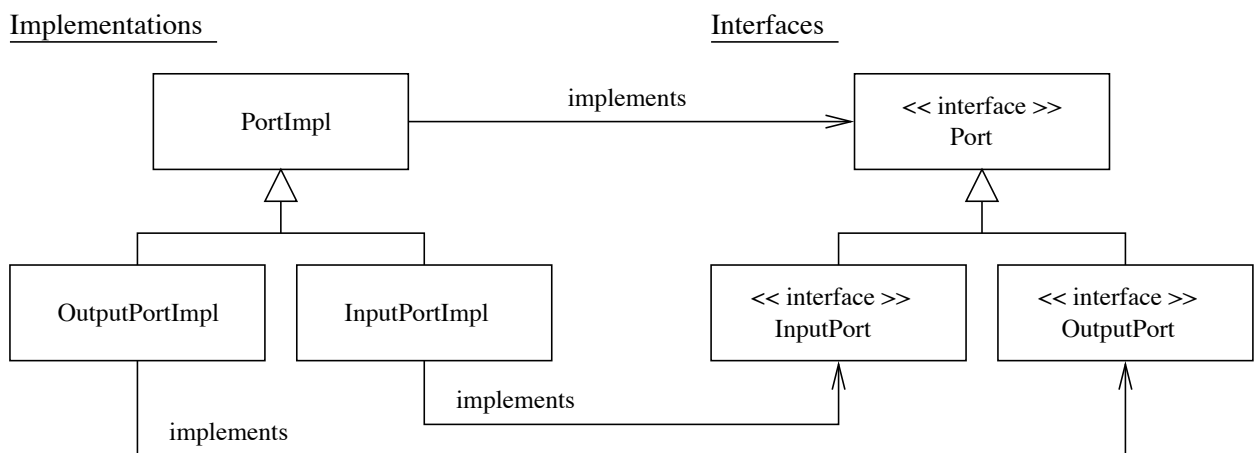 Implementations
Interfaces
PortImpl
implements
<< interface >>
Port
OutputPortImpl
InputPortImpl
<< interface >>
InputPort
<< interface >>
OutputPort
implements
implements